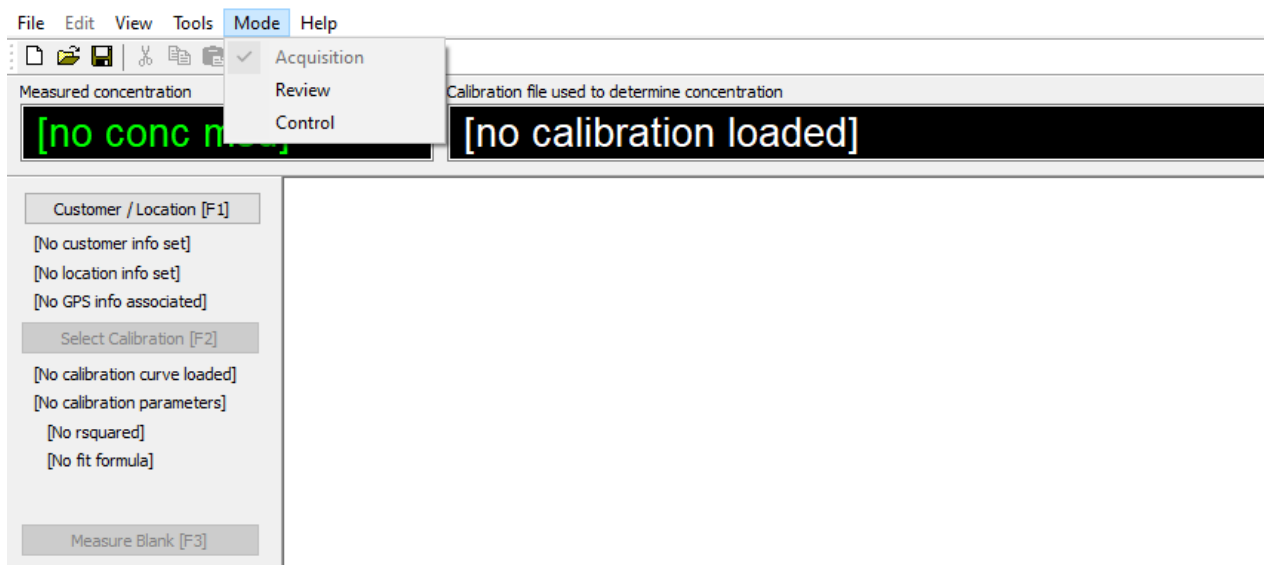 File Edit View Tools Mode Help
Acquisition
Review
Control
Measured concentration
Calibration file used to determine concentration
[no conc
[no calibration loaded]
Customer / Location [F1]
[No customer info set]
[No location info set]
[No GPS info associated]
Select Calibration [F2]
[No calibration curve loaded]
[No calibration parameters]
[No rsquared]
[No fit formula]
Measure Blank [F3]